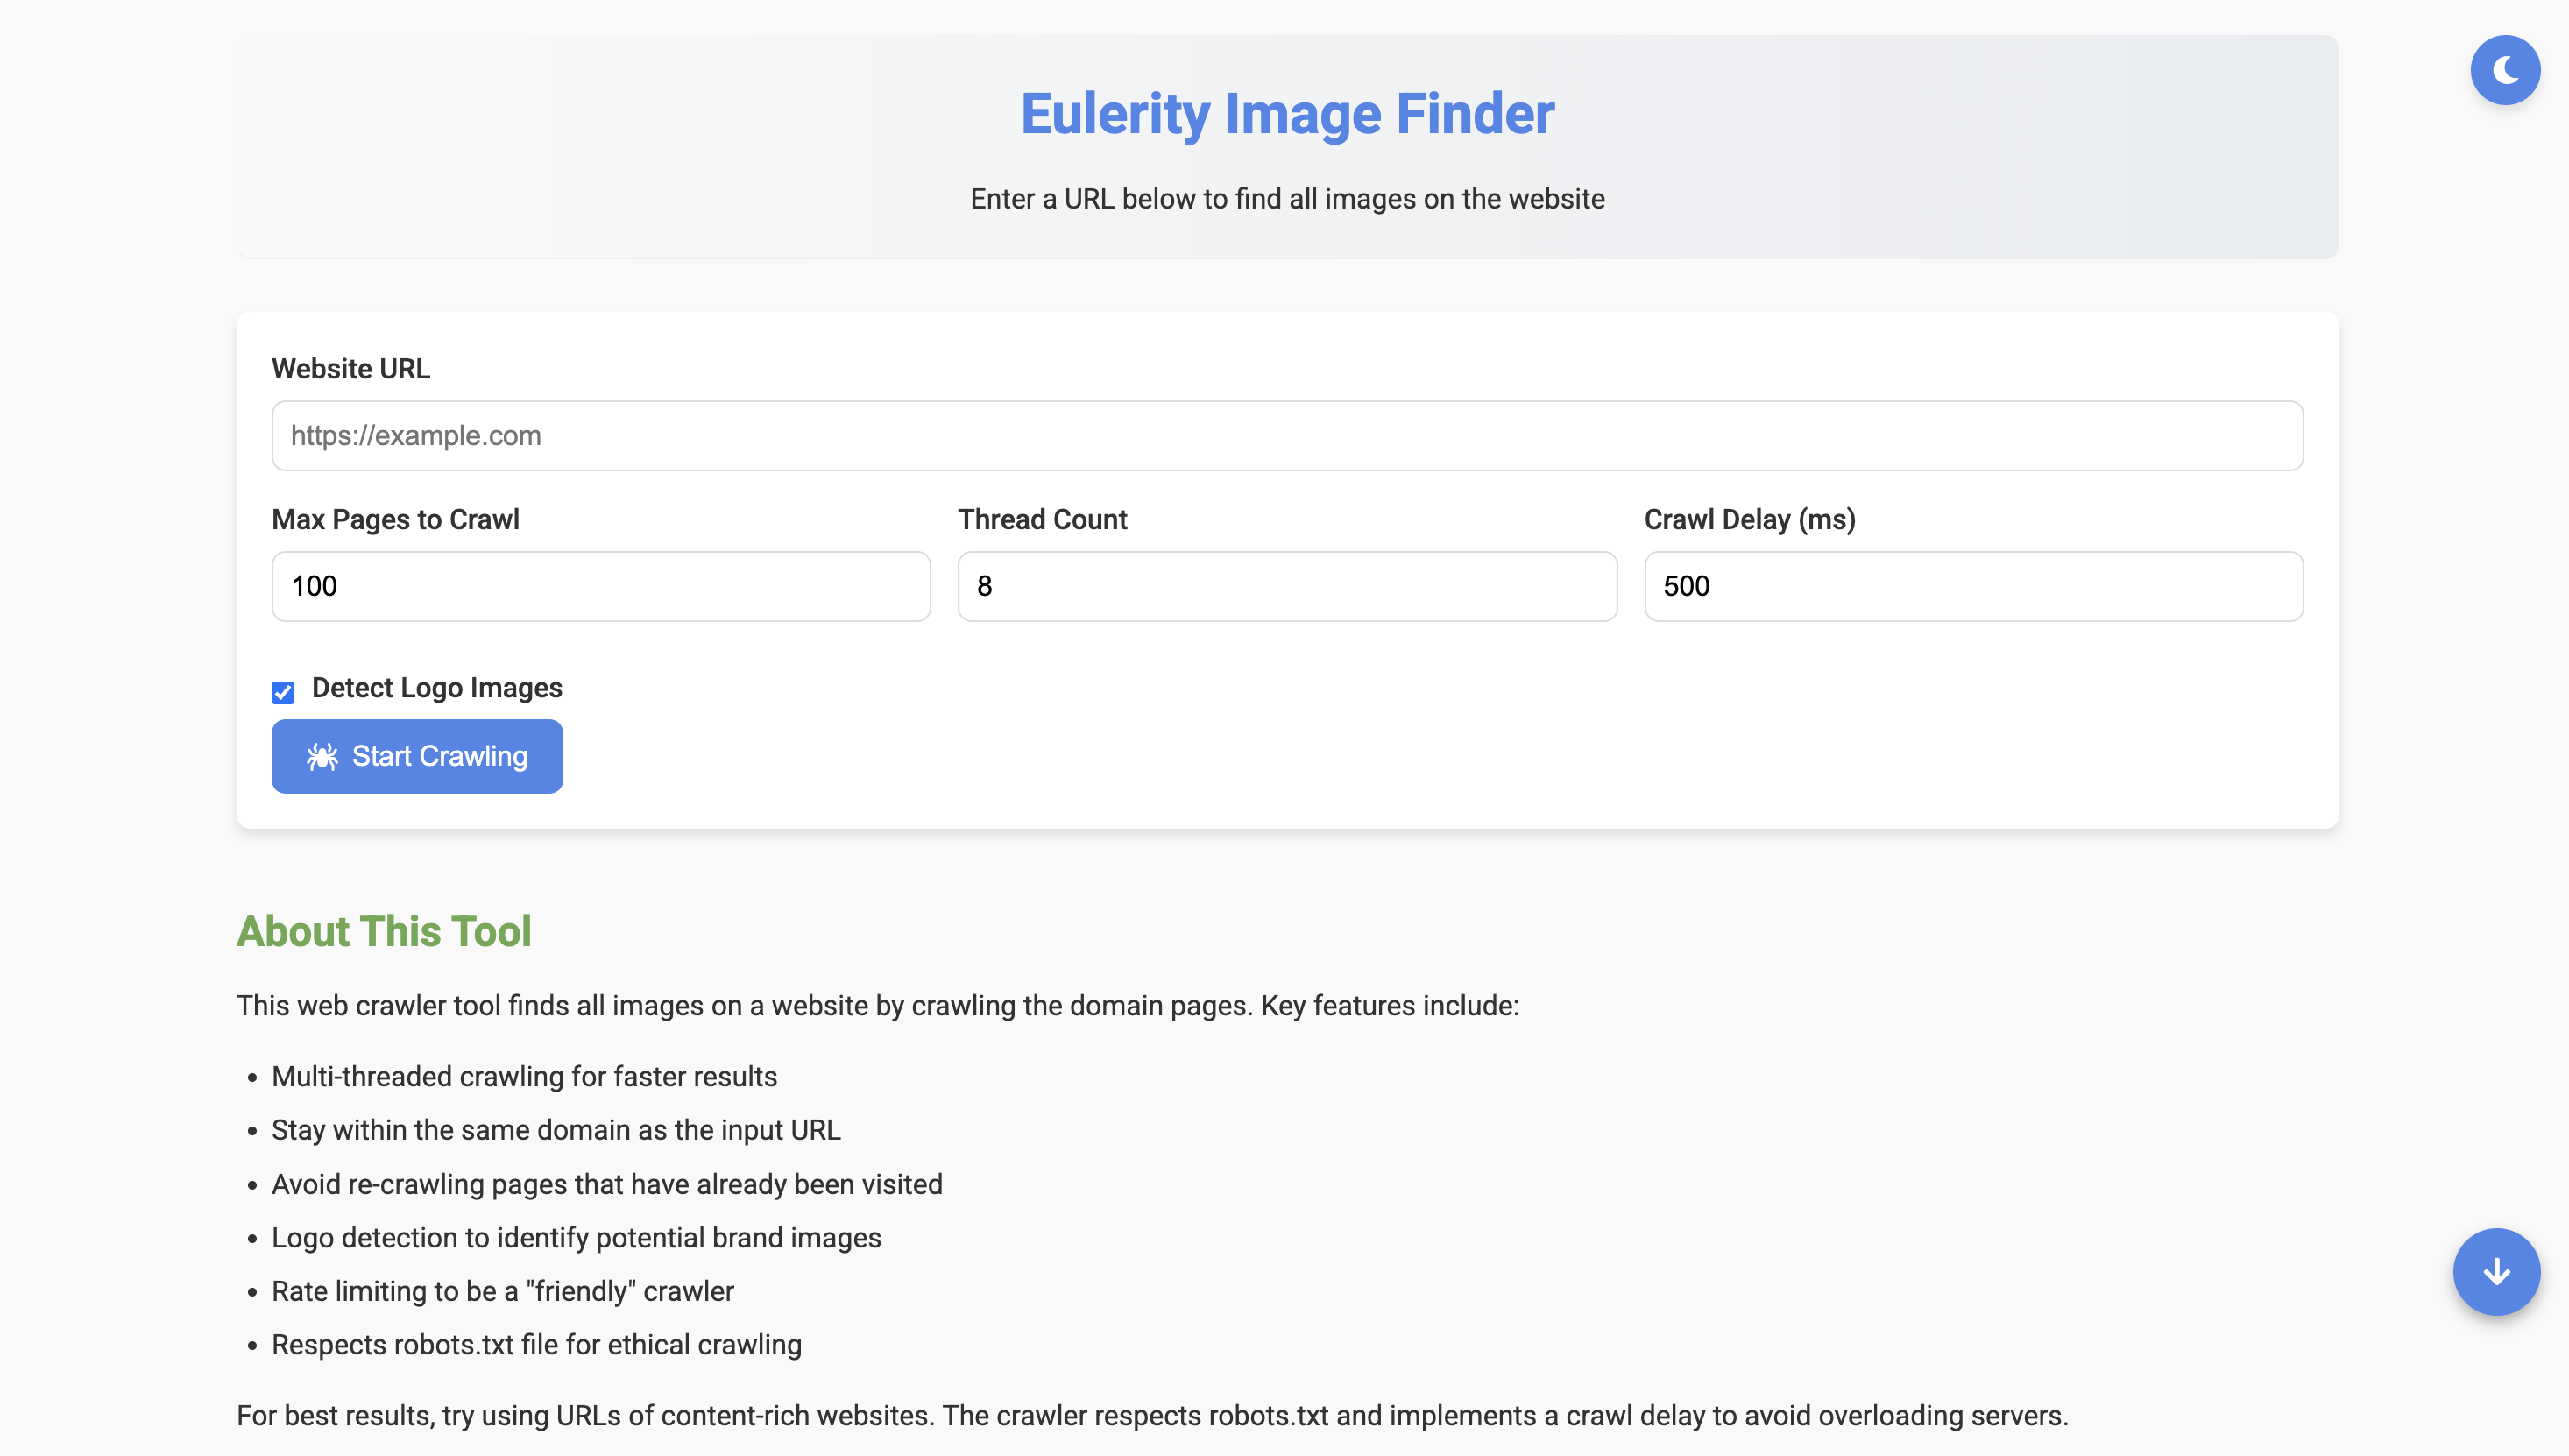 Eulerity Image Finder
Enter a URL below to find all images on the website
Website URL
https://example.com
Max Pages to Crawl
Thread Count
Crawl Delay (ms)
100
8
500
Detect Logo Images
Start Crawling
About This Tool
This web crawler tool finds all images on a website by crawling the domain pages. Key features include:
• Multi-threaded crawling for faster results
• Stay within the same domain as the input URL
• Avoid re-crawling pages that have already been visited
• Logo detection to identify potential brand images
• Rate limiting to be a "friendly" crawler
• Respects robots.txt file for ethical crawling
For best results, try using URLs of content-rich websites. The crawler respects robots.txt and implements a crawl delay to avoid overloading servers.